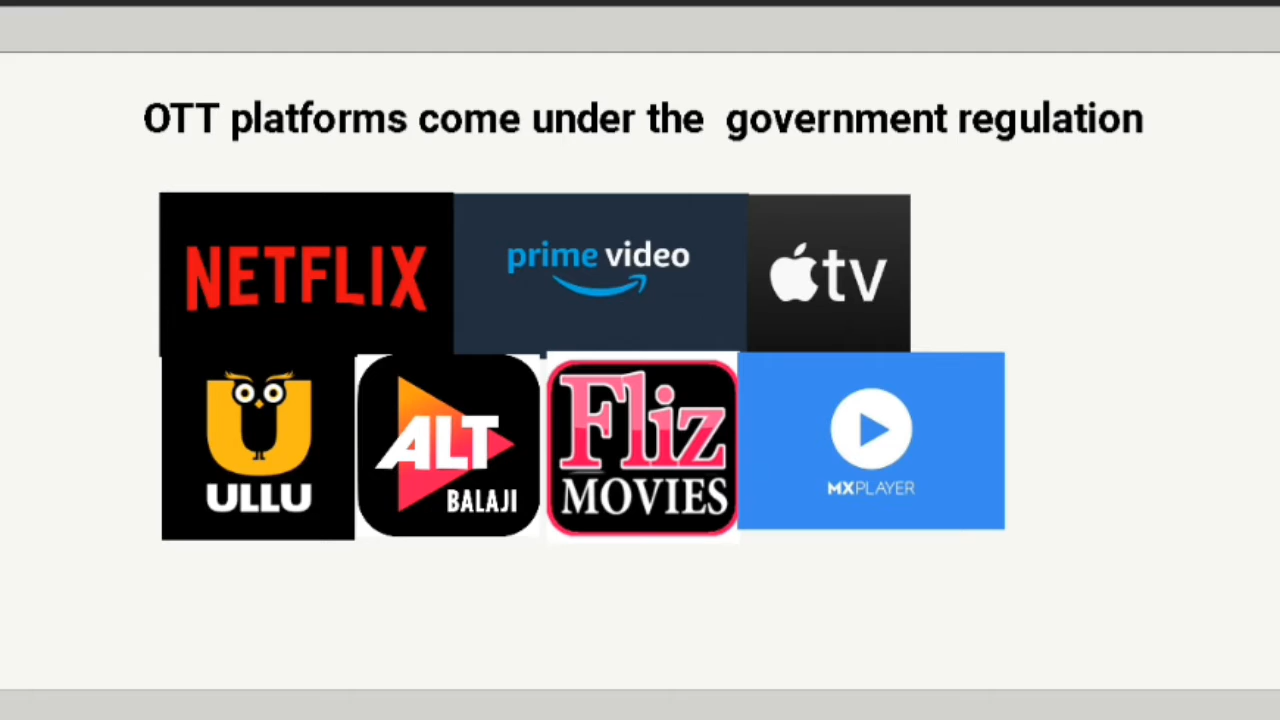 OTT platforms come under the government regulation
NETFLIX
prime video
tv
ULLU
ALT
BALAJI
Fliz
MOVIES
MXPLAYER